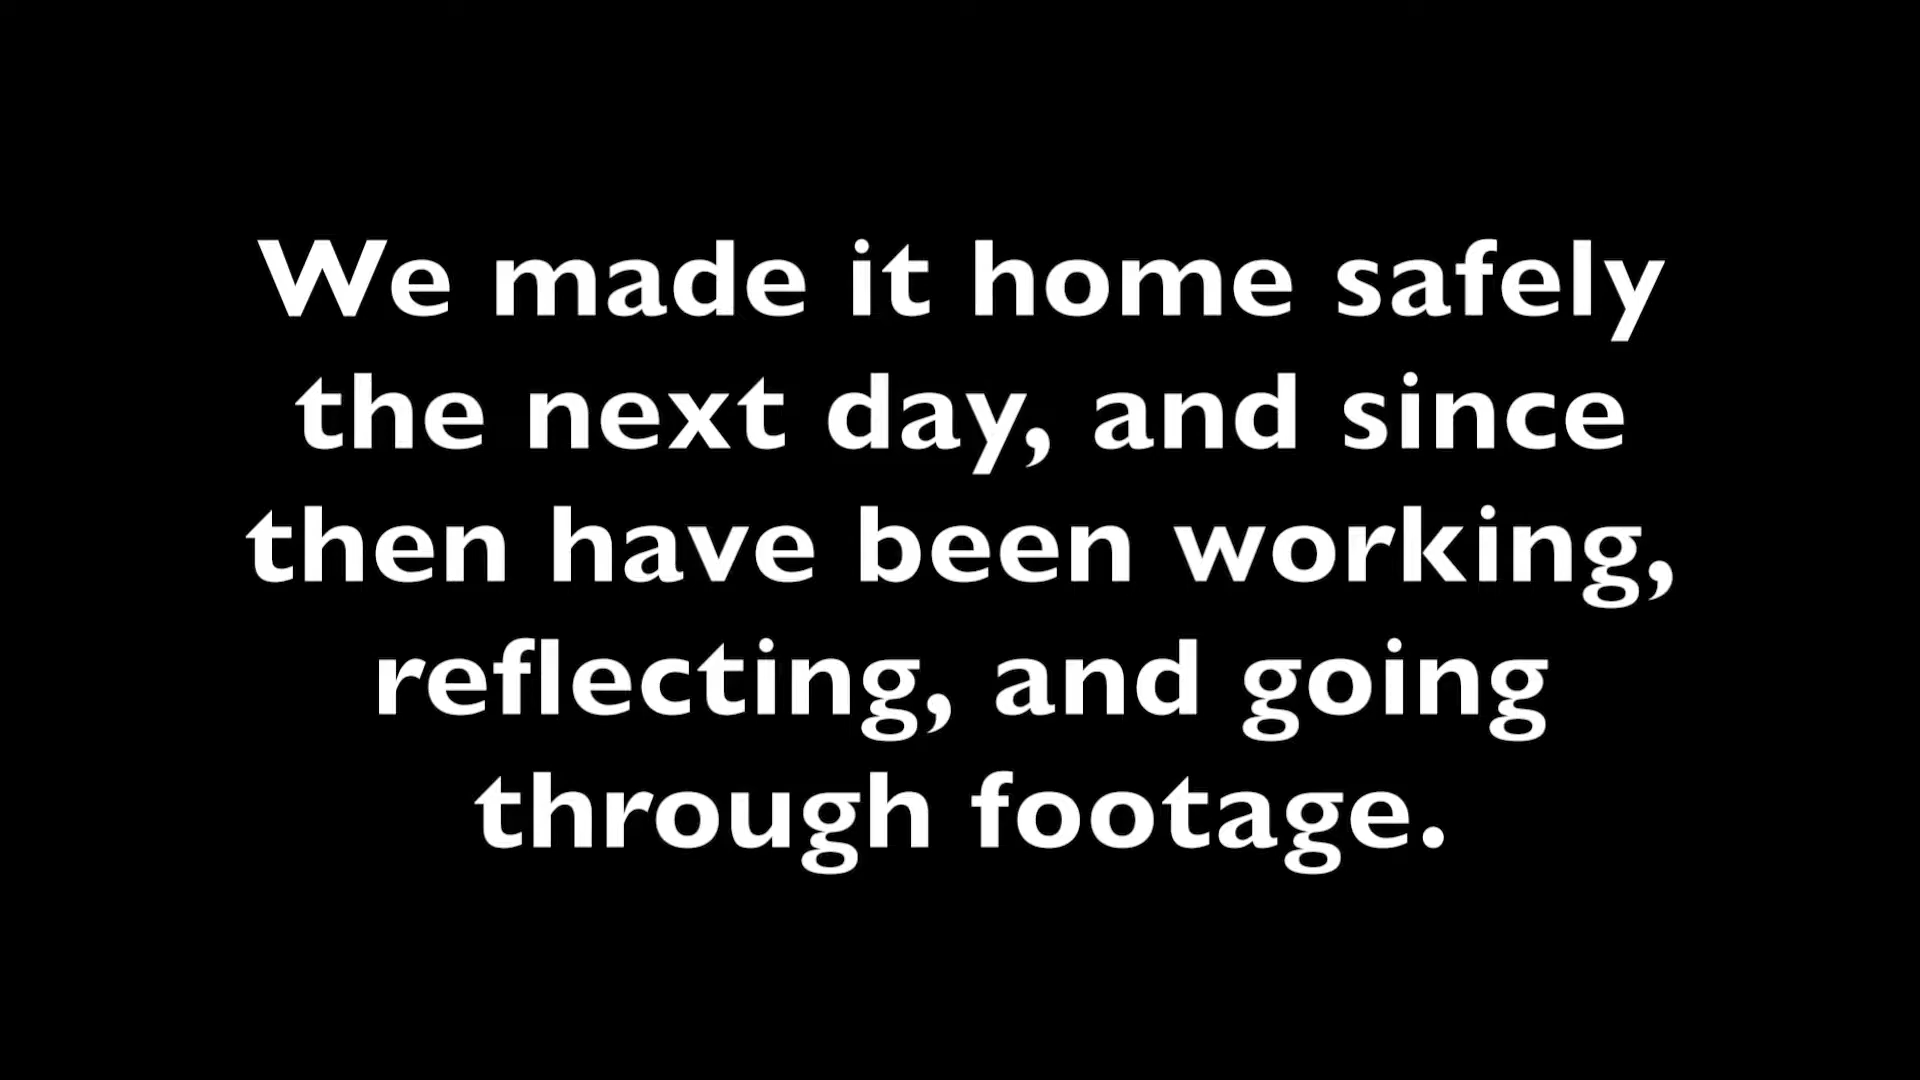 We made it home safely
the next day, and since
then have been working,
reflecting, and going
through footage.